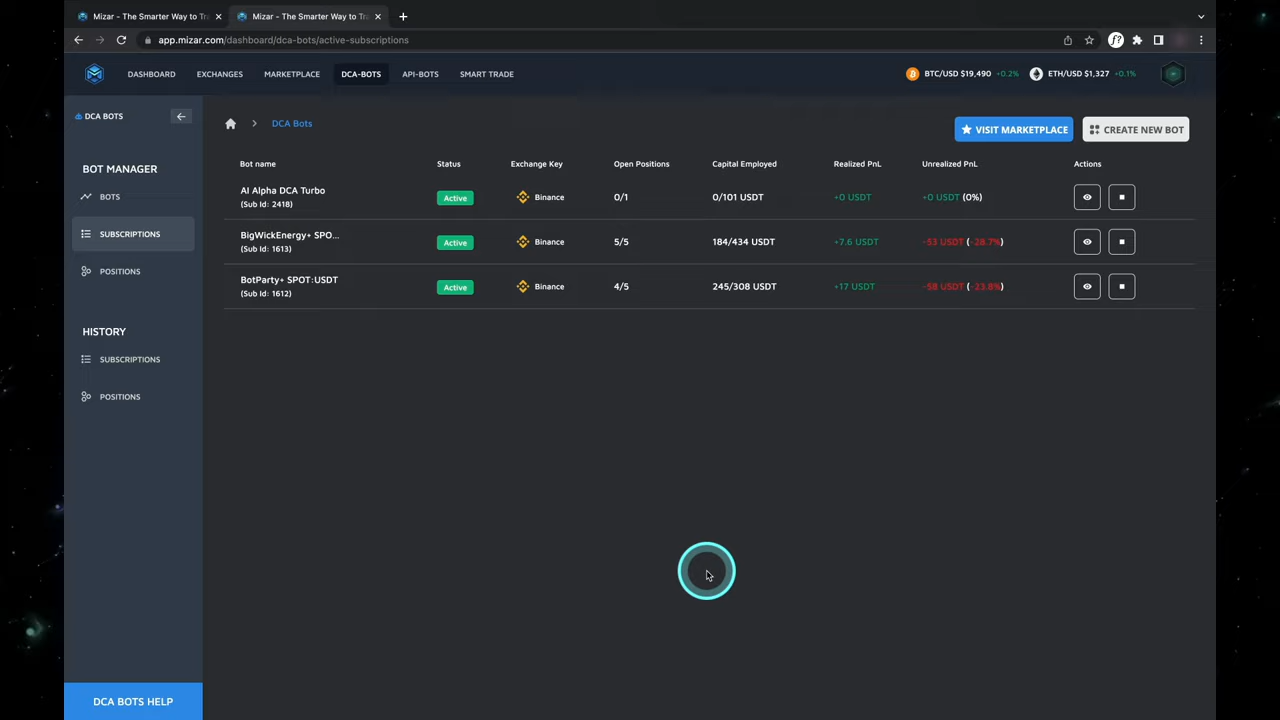 Mizar - The Smarter Way to Tr
Mizar - The Smarter Way to Tra
app.mizar.com/dashboard/dca-bots/active-subscriptions
f?
DASHBOARD
EXCHANGES
MARKETPLACE
DCA-BOTS
API-BOTS
SMART TRADE
BTC/USD $19,490 +0.2%
ETH/USD $1,327 +0.1%
DCA BOTS
BOT MANAGER
BOTS
SUBSCRIPTIONS
POSITIONS
HISTORY
SUBSCRIPTIONS
POSITIONS
DCA BOTS HELP
DCA Bots
VISIT MARKETPLACE
CREATE NEW BOT
Bot name Status Exchange Key Open Positions Capital Employed Realized PnL Unrealized PnL Actions
AI Alpha DCA Turbo
(Sub Id: 2418)
Active Binance 0/1 0/101 USDT +0 USDT +0 USDT (0%)
BigWickEnergy+ SPO...
(Sub Id: 1613)
Active Binance 5/5 184/434 USDT +7.6 USDT -53 USDT (-28.7%)
BotParty+ SPOT:USDT
(Sub Id: 1612)
Active Binance 4/5 245/308 USDT +17 USDT -58 USDT (-23.8%)